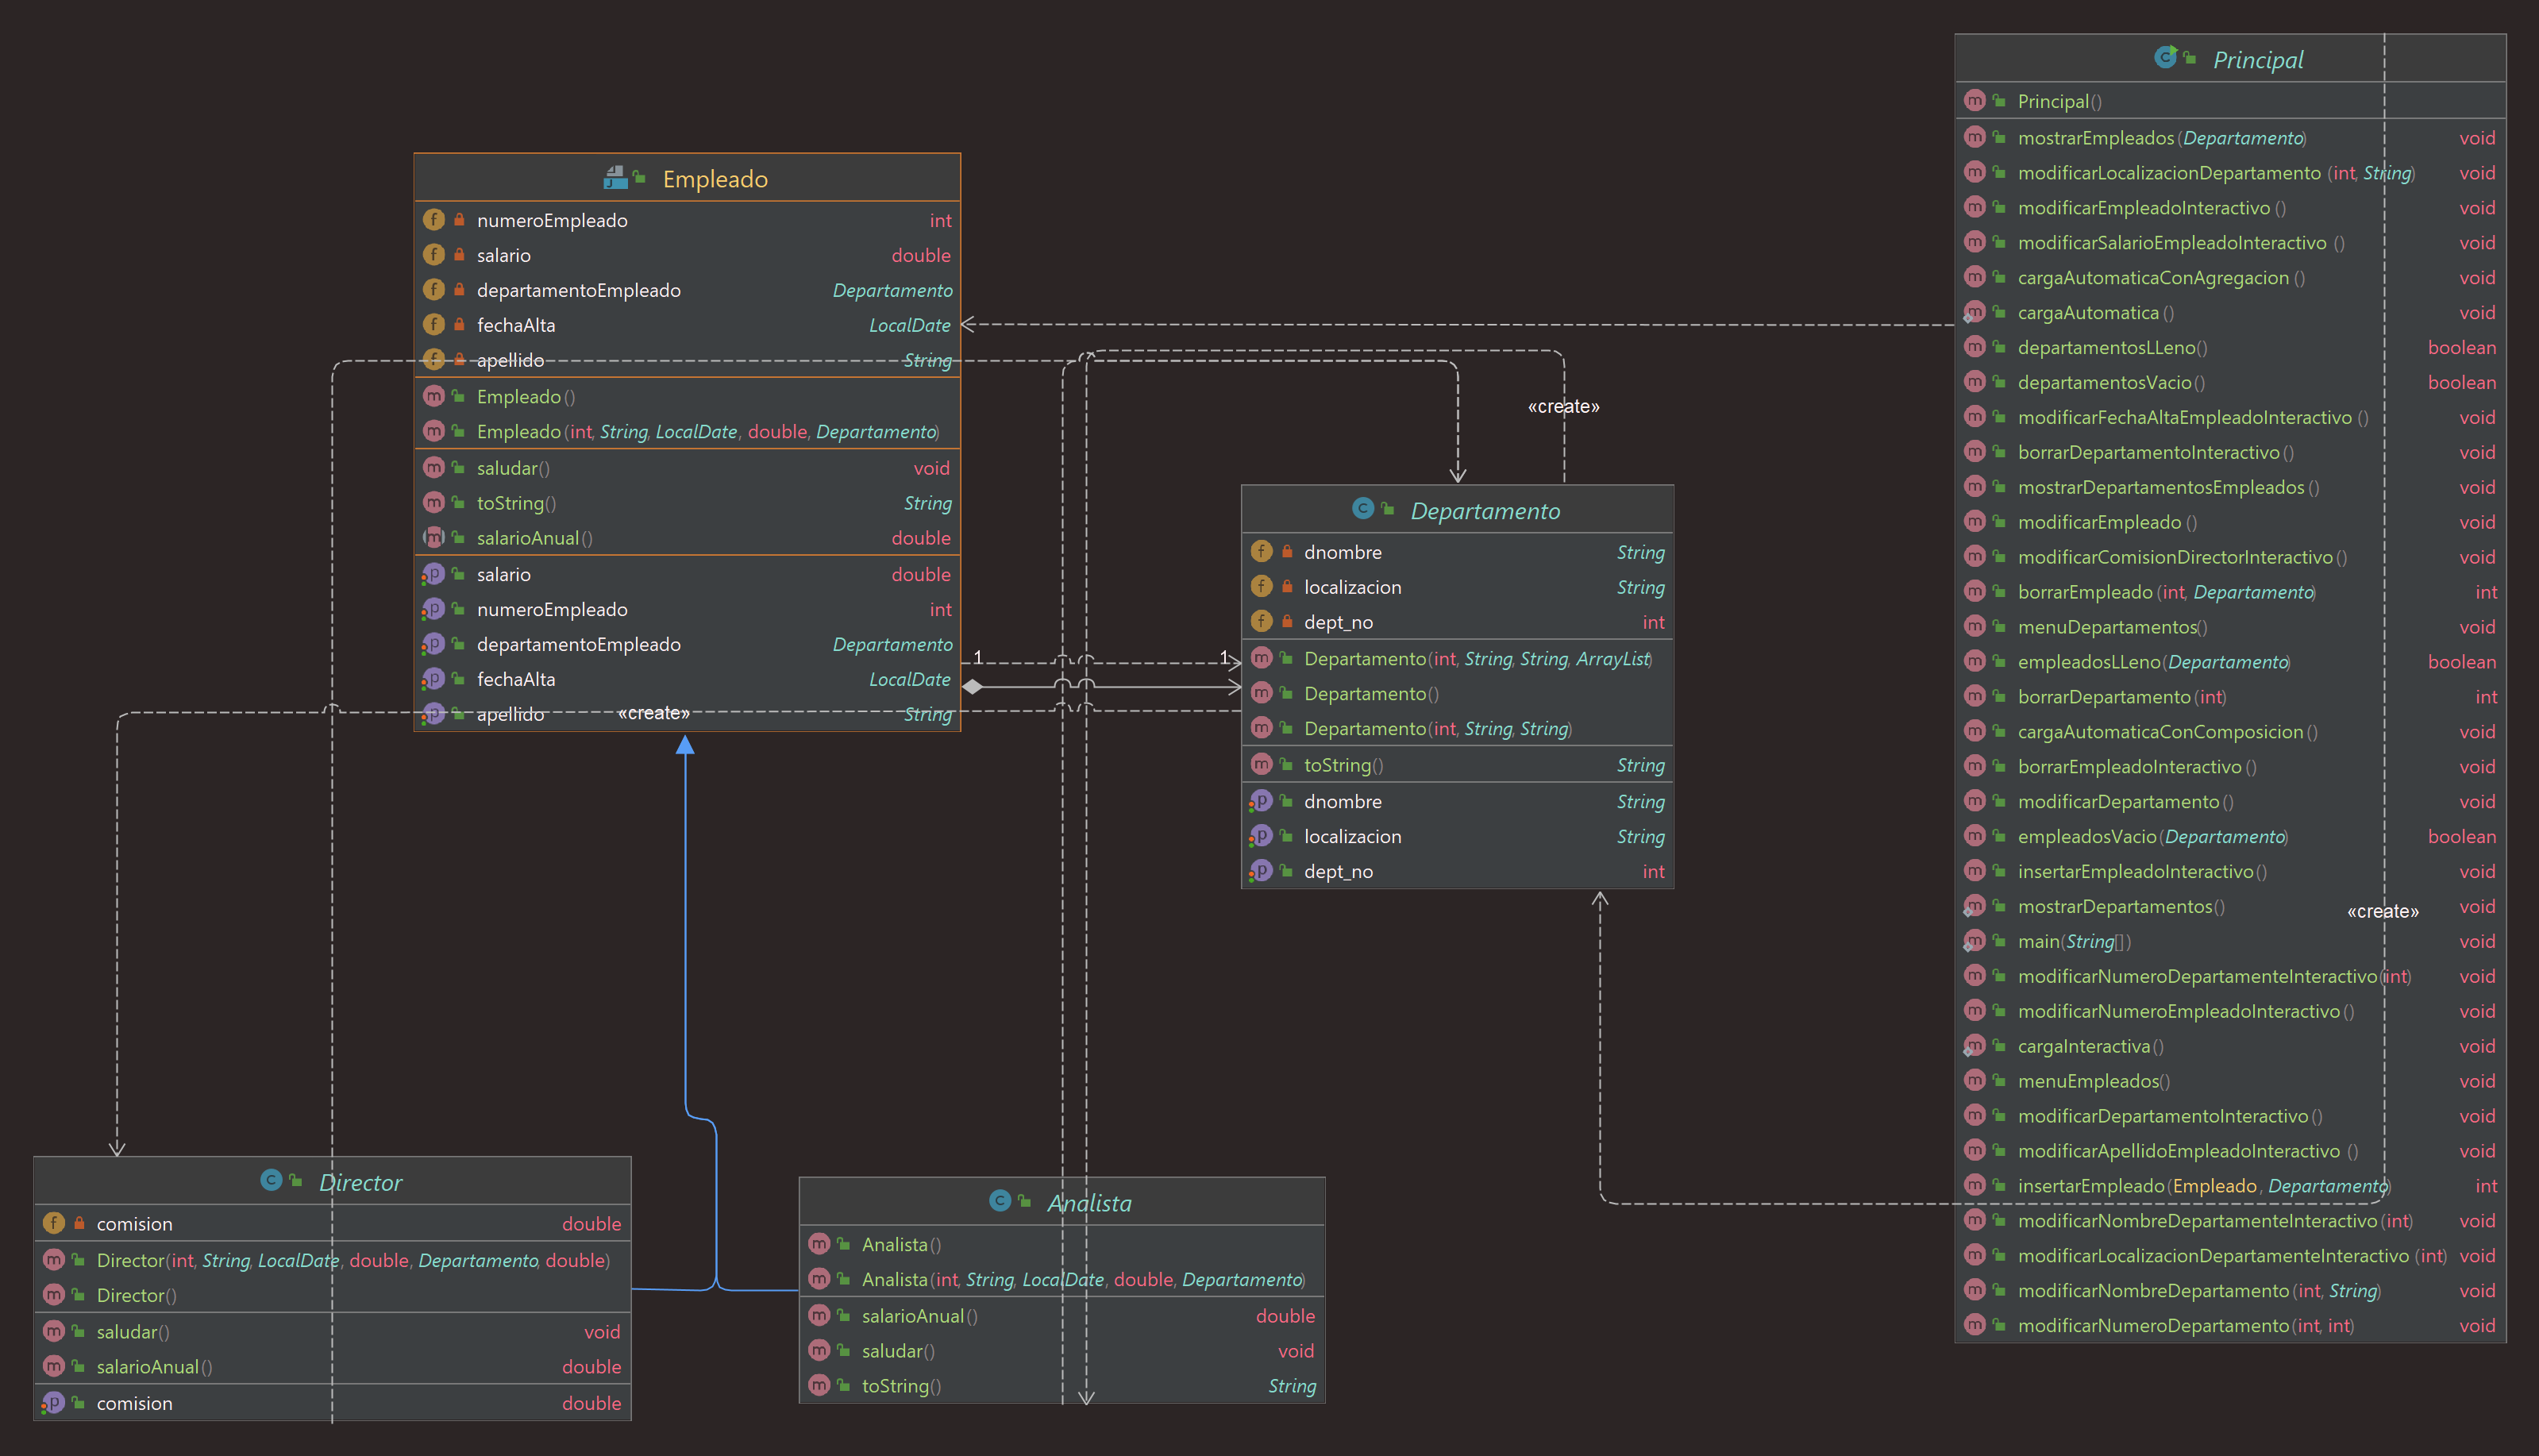 Empleado
numeroEmpleado int
salario double
departamentoEmpleado Departamento
fechaAlta LocalDate
apellido String
Empleado()
Empleado(int, String, LocalDate, double, Departamento)
saludar() void
toString() String
salarioAnual() double
salario double
numeroEmpleado int
departamentoEmpleado Departamento
fechaAlta LocalDate
apellido String
«create»
1
1
«create»
Departamento
dnombre String
localizacion String
dept_no int
Departamento(int, String, String, ArrayList)
Departamento()
Departamento(int, String, String)
toString() String
dnombre String
localizacion String
dept_no int
Director
comision double
Director(int, String, LocalDate, double, Departamento, double)
Director()
saludar() void
salarioAnual() double
comision double
Analista
Analista()
Analista(int, String, LocalDate, double, Departamento)
salarioAnual() double
saludar() void
toString() String
Principal
Principal()
mostrarEmpleados(Departamento) void
modificarLocalizacionDepartamento(int, String) void
modificarEmpleadoInteractivo() void
modificarSalarioEmpleadoInteractivo() void
cargaAutomaticaConAgregacion() void
cargaAutomatica() void
departamentosLLeno() boolean
departamentosVacio() boolean
modificarFechaAltaEmpleadoInteractivo() void
borrarDepartamentoInteractivo() void
mostrarDepartamentosEmpleados() void
modificarEmpleado() void
modificarComisionDirectorInteractivo() void
borrarEmpleado(int, Departamento) int
menuDepartamentos() void
empleadosLLeno(Departamento) boolean
borrarDepartamento(int) int
cargaAutomaticaConComposicion() void
borrarEmpleadoInteractivo() void
modificarDepartamento() void
empleadosVacio(Departamento) boolean
insertarEmpleadoInteractivo() void
mostrarDepartamentos() void
«create»
main(String[]) void
modificarNumeroDepartamenteInteractivo(int) void
modificarNumeroEmpleadoInteractivo() void
cargaInteractiva() void
menuEmpleados() void
modificarDepartamentoInteractivo() void
modificarApellidoEmpleadoInteractivo() void
insertarEmpleado(Empleado, Departamento) int
modificarNombreDepartamenteInteractivo(int) void
modificarLocalizacionDepartamenteInteractivo(int) void
modificarNombreDepartamento(int, String) void
modificarNumeroDepartamento(int, int) void